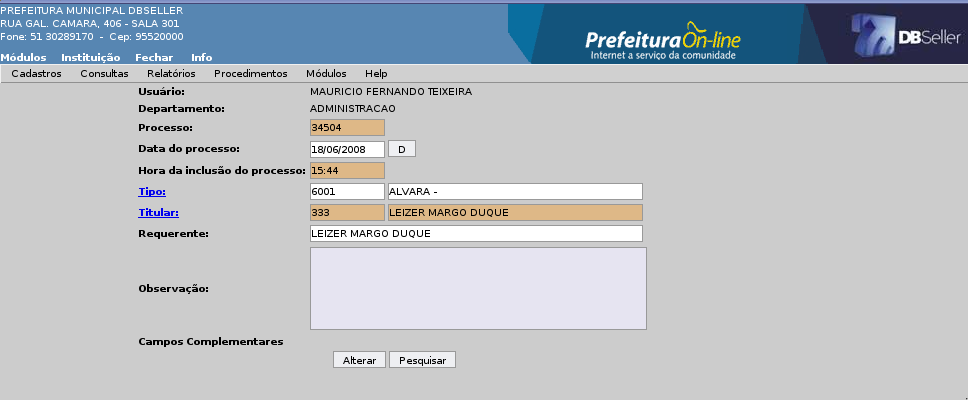 PREFEITURA MUNICIPAL DBSELLER
RUA GAL. CAMARA, 406 - SALA 301
Fone: 51 30289170 - Cep: 95520000
Módulos Instituição Fechar Info
PrefeituraOn-line
Internet a serviço da comunidade
DBSeller
Cadastros Consultas Relatórios Procedimentos Módulos Help
Usuário: MAURICIO FERNANDO TEIXEIRA
Departamento: ADMINISTRACAO
Processo: 34504
Data do processo: 18/06/2008 D
Hora da inclusão do processo: 15:44
Tipo: 6001 ALVARA -
Titular: 333 LEIZER MARGO DUQUE
Requerente: LEIZER MARGO DUQUE
Observação:
Campos Complementares
Alterar Pesquisar